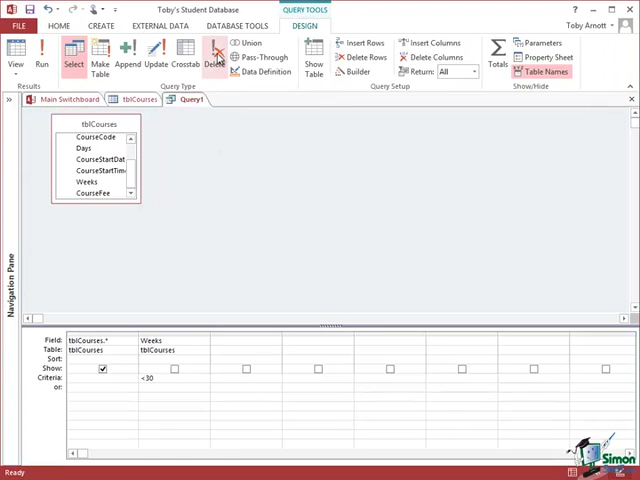 Toby's Student Database
QUERY TOOLS
Toby Arnott
FILE
HOME
CREATE
EXTERNAL DATA
DATABASE TOOLS
DESIGN
View
Run
Select
Make
Table
Append
Update
Crosstab
Delete
Union
Pass-Through
Data Definition
Show
Table
Insert Rows
Delete Rows
Builder
Insert Columns
Delete Columns
Return: All
Totals
Parameters
Property Sheet
Table Names
Results
Query Type
Query Setup
Show/Hide
Main Switchboard
tblCourses
Query1
tblCourses
CourseCode
Days
CourseStartDat
CourseStartTime
Weeks
CourseFee
Navigation Pane
Field: tblCourses.* Weeks
Table: tblCourses tblCourses
Sort:
Show:
Criteria: <30
or:
Ready
Simon